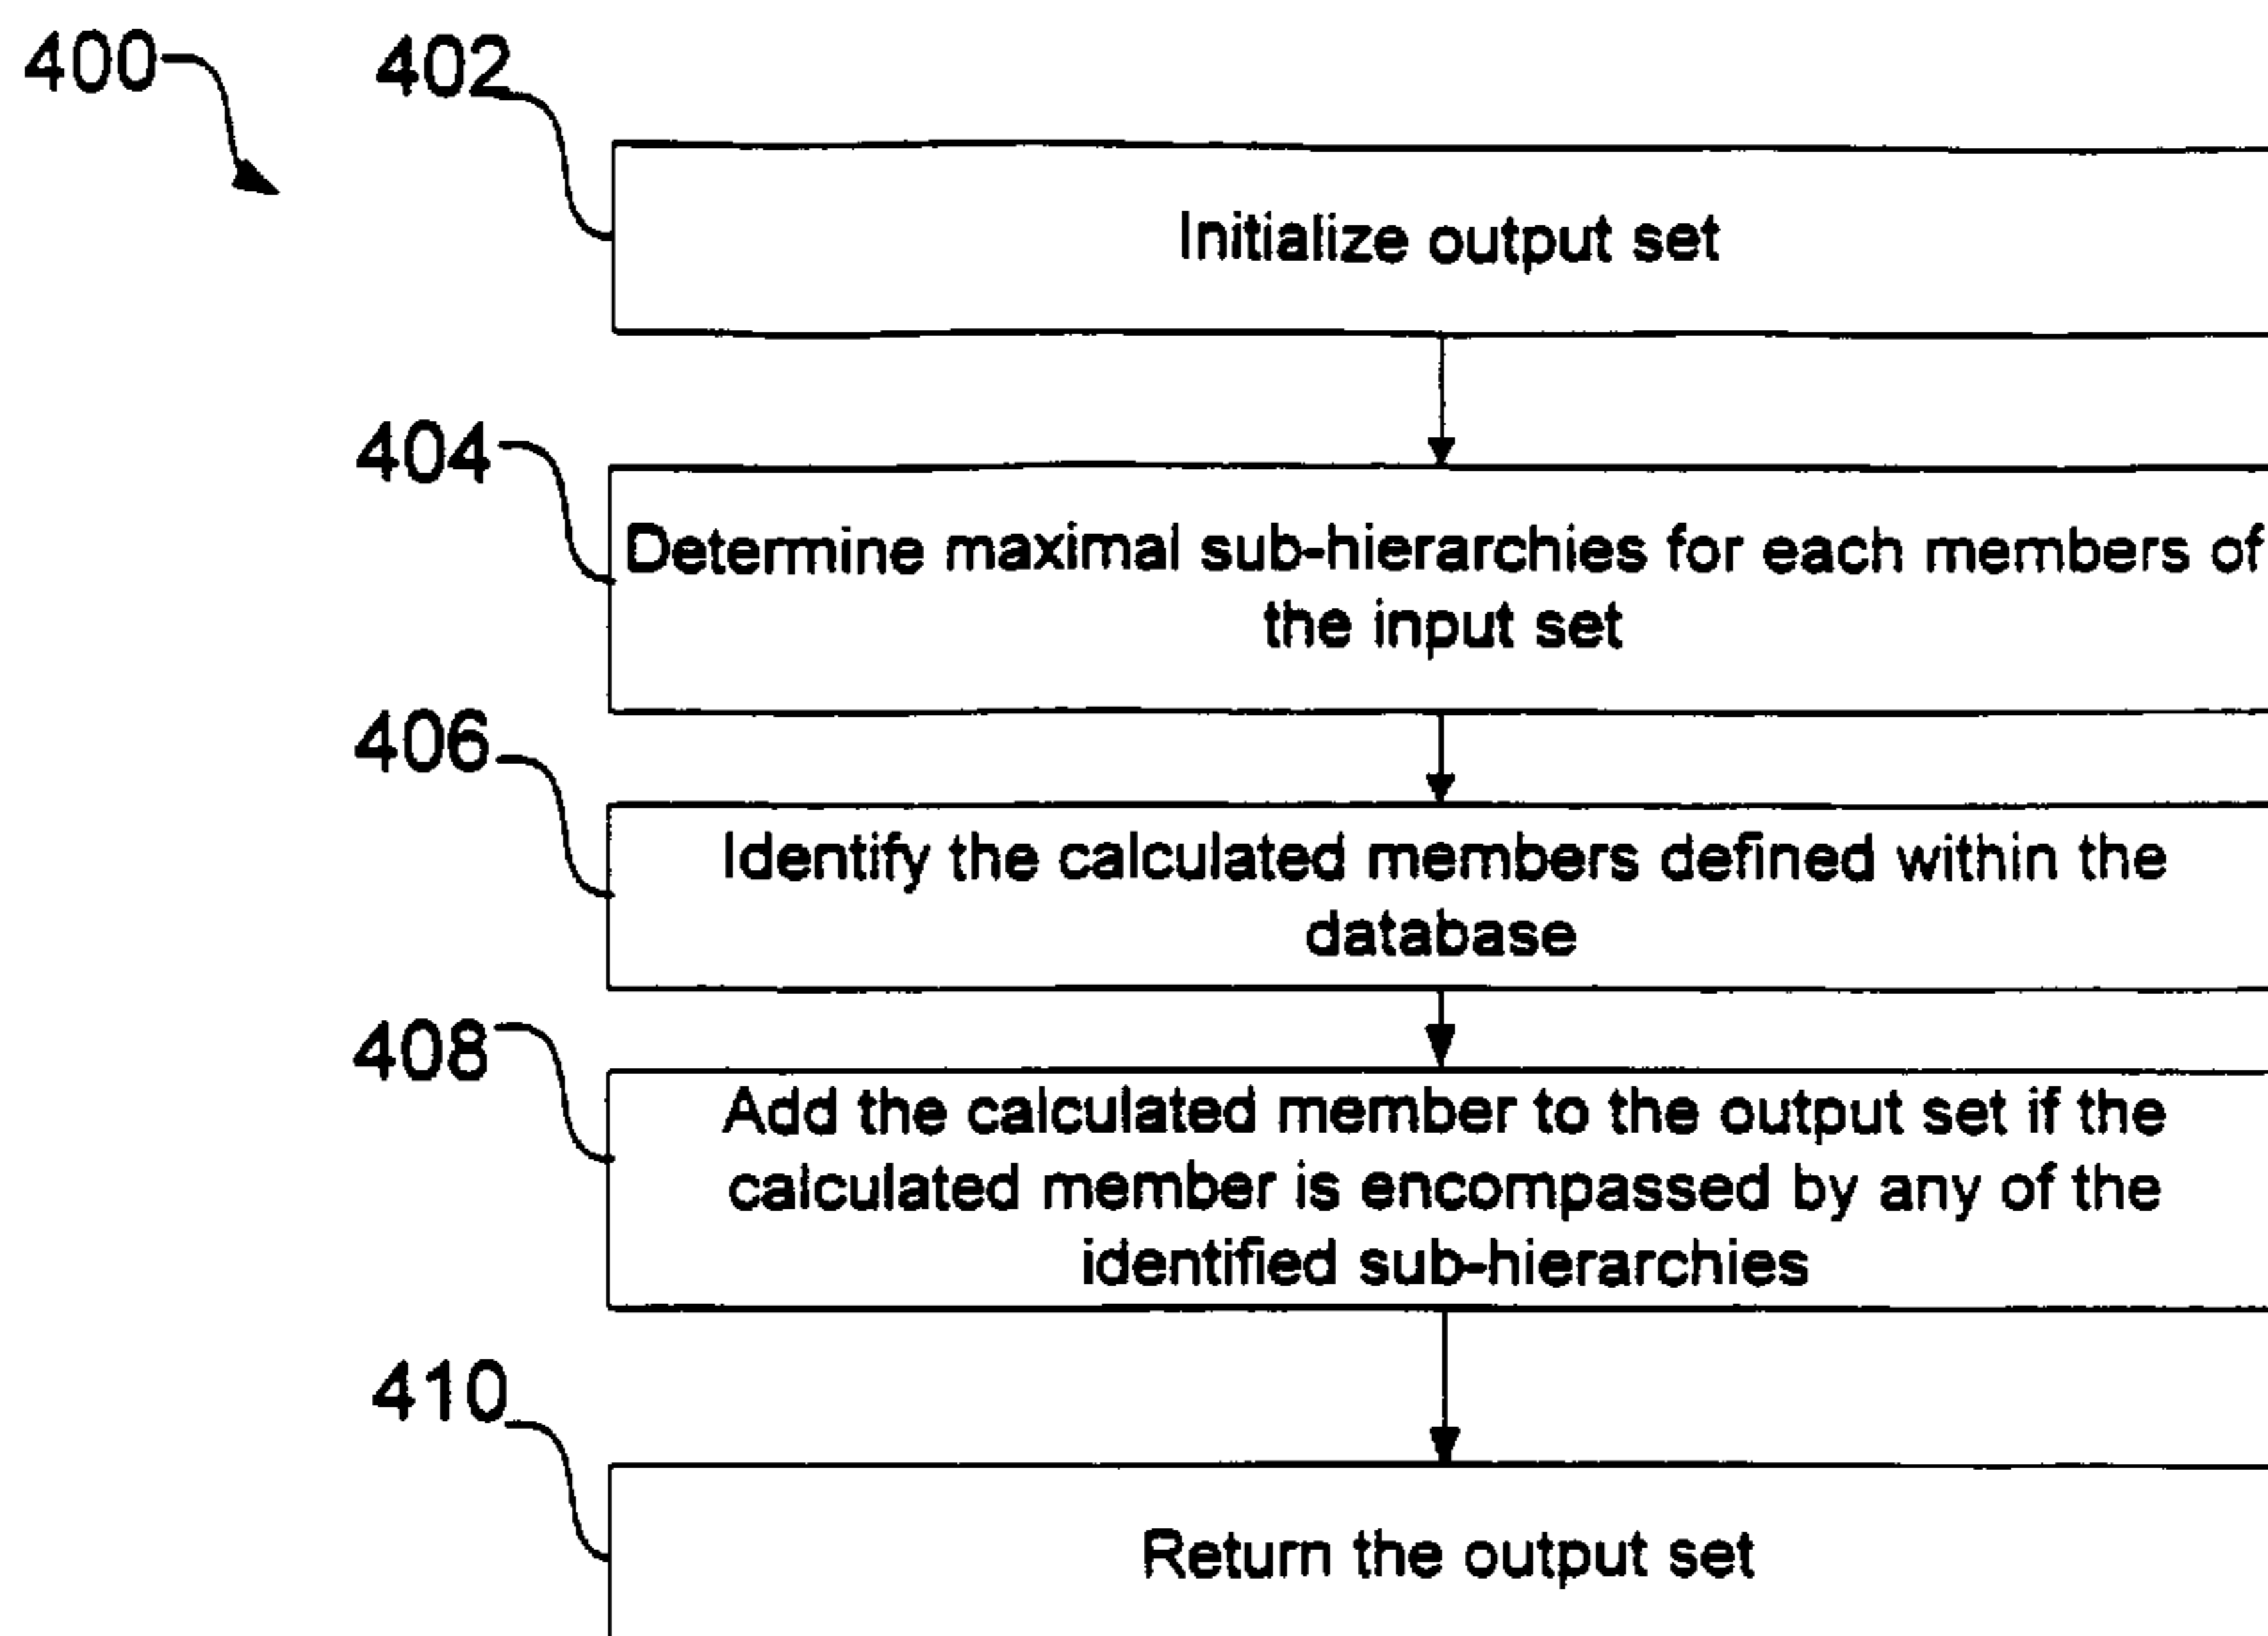 400
402
Initialize output set
404
Determine maximal sub-hierarchies for each members of
the input set
406
Identify the calculated members defined within the
database
408
Add the calculated member to the output set if the
calculated member is encompassed by any of the
identified sub-hierarchies
410
Return the output set